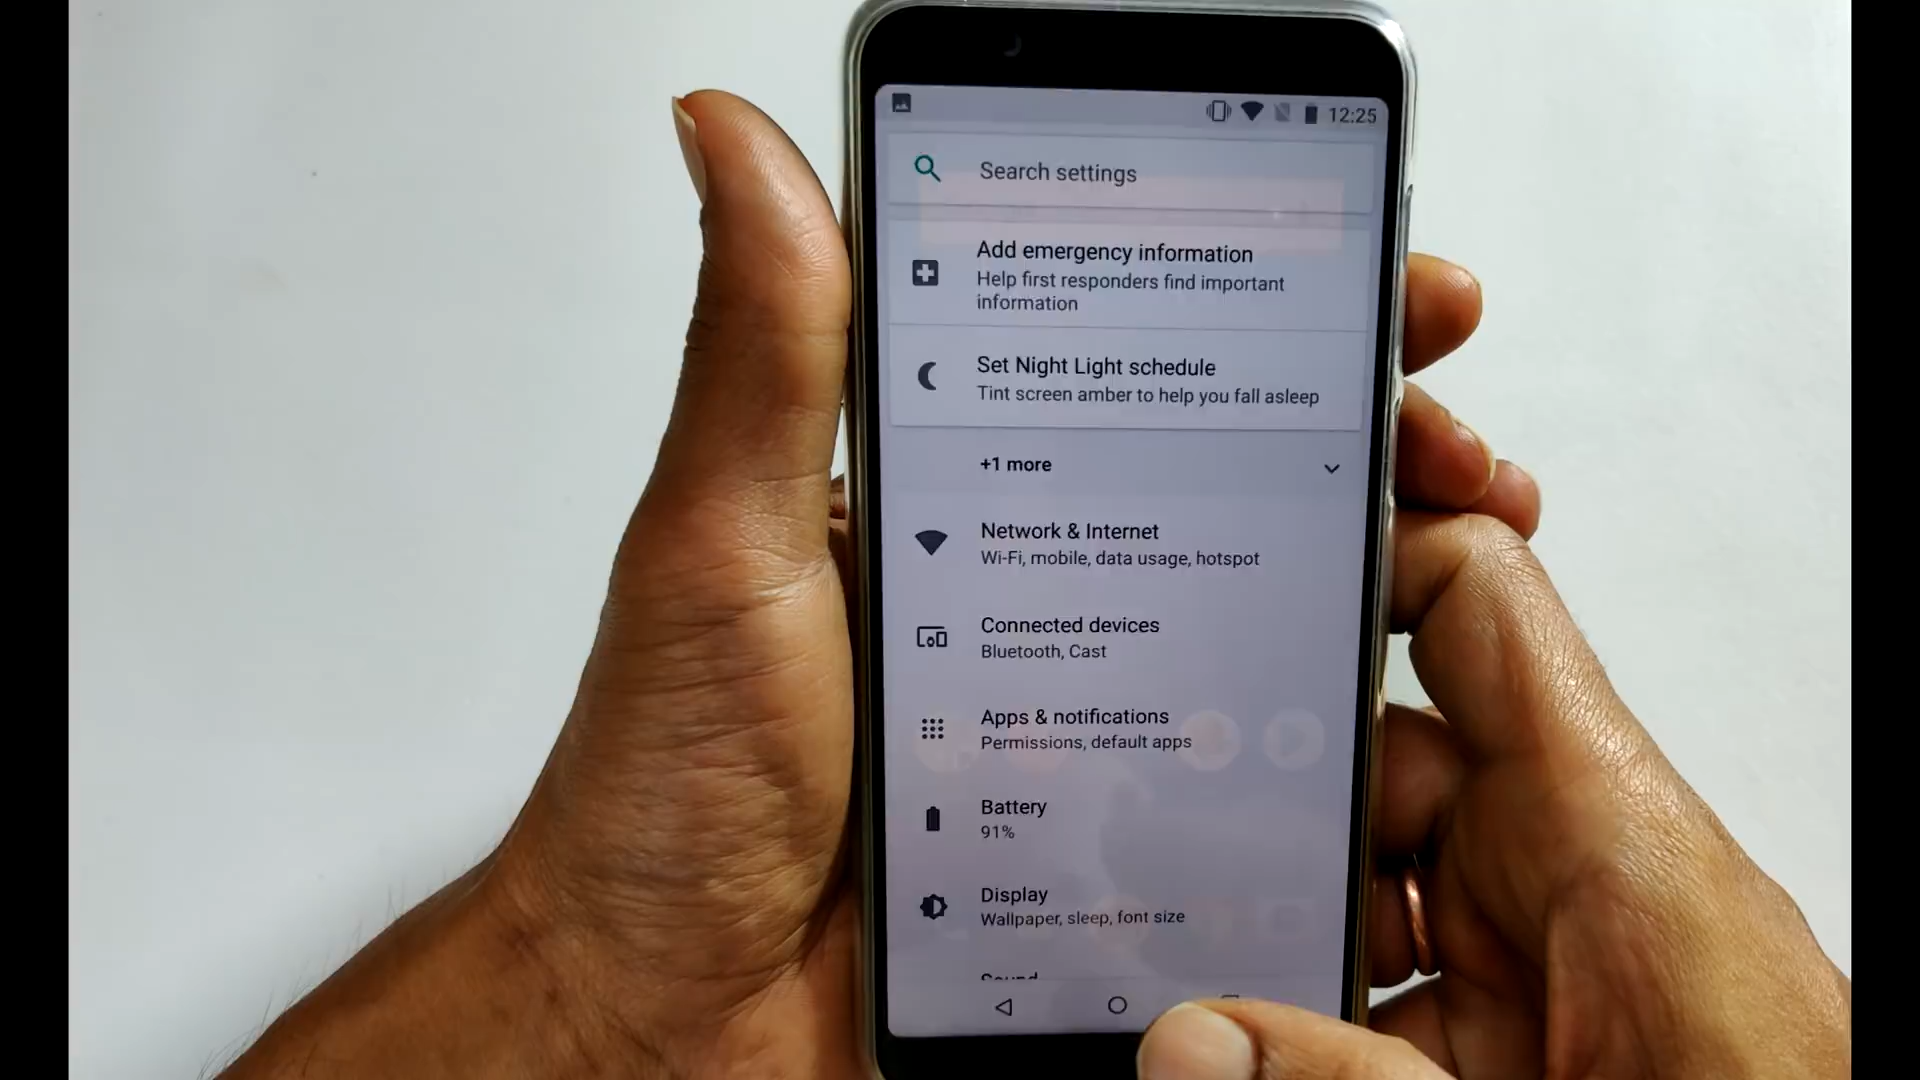 12:25
Search settings
Add emergency information
Help first responders find important
information
Set Night Light schedule
Tint screen amber to help you fall asleep
+1 more
Network & Internet
Wi-Fi, mobile, data usage, hotspot
Connected devices
Bluetooth, Cast
Apps & notifications
Permissions, default apps
Battery
91%
Display
Wallpaper, sleep, font size
Sound